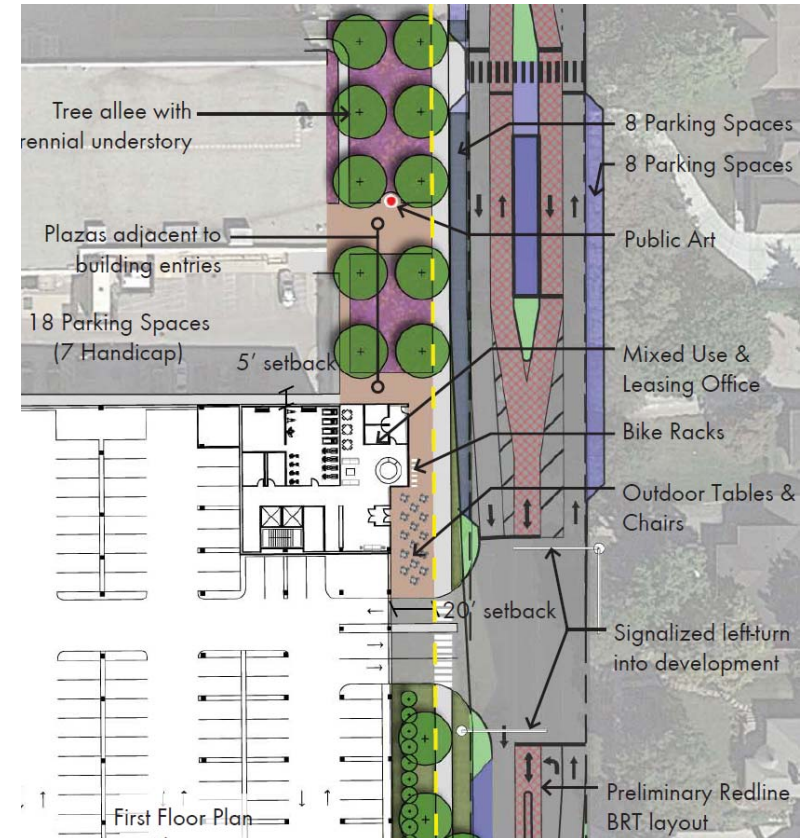 Tree allee with
rennial understory
Plazas adjacent to
building entries
18 Parking Spaces
(7 Handicap)
5' setback
8 Parking Spaces
8 Parking Spaces
Public Art
Mixed Use &
Leasing Office
Bike Racks
Outdoor Tables &
Chairs
20' setback
Signalized left-turn
into development
Preliminary Redline
BRT layout
First Floor Plan